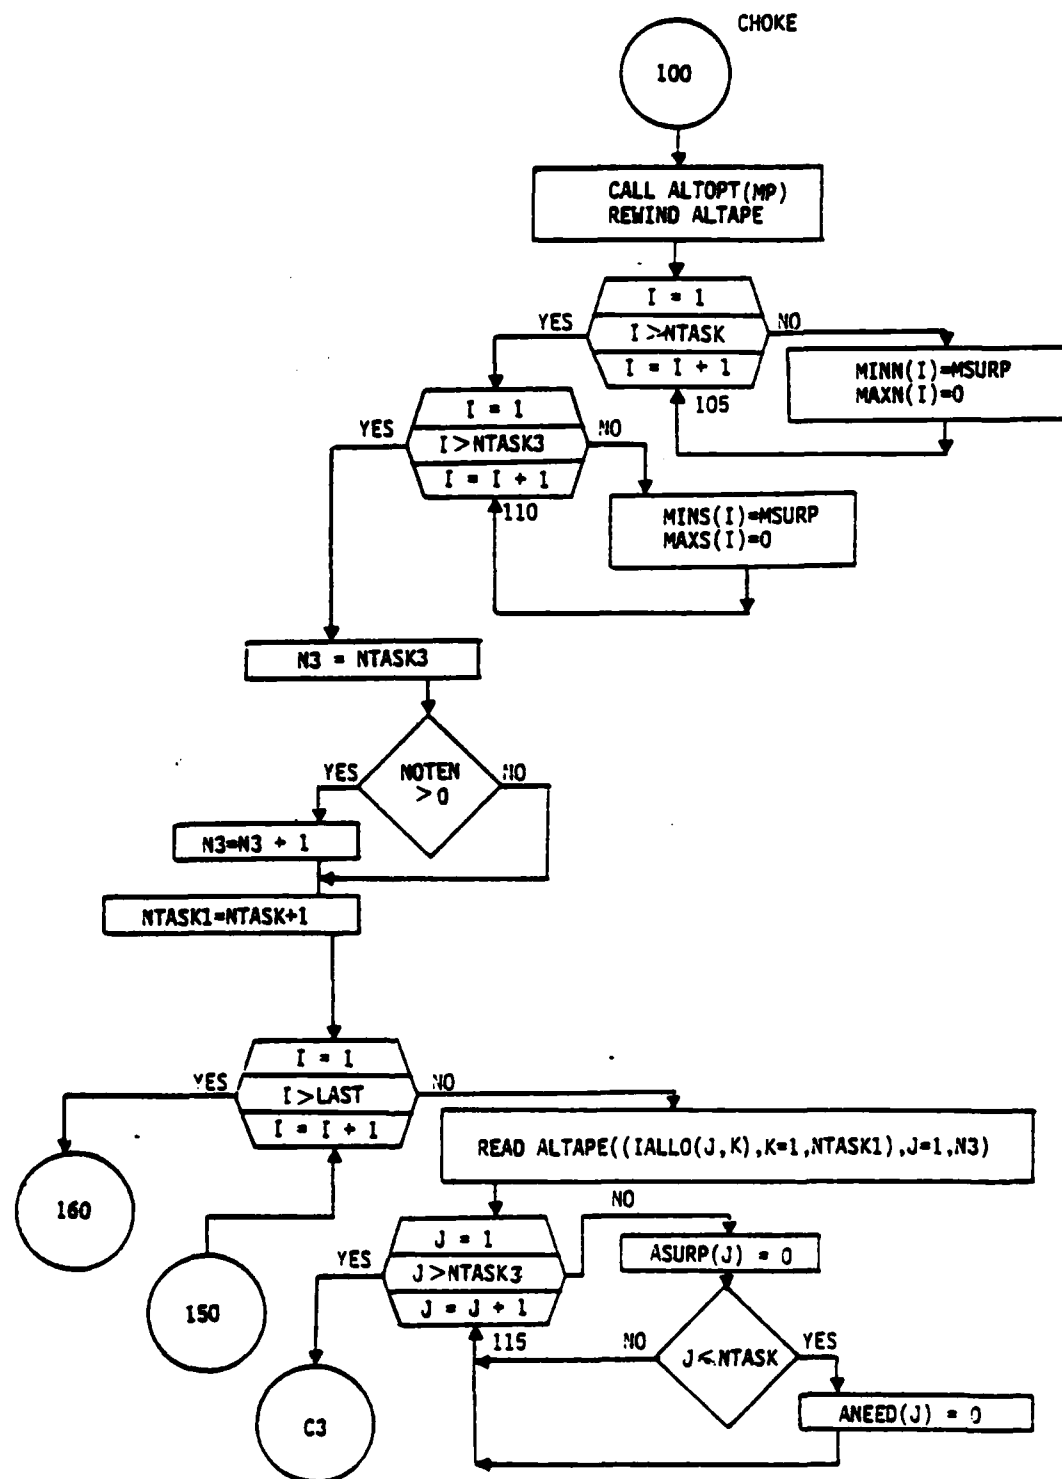 CHOKE
100
CALL ALTOPT(MP)
REWIND ALTAPE
I = 1
YES
I>NTASK
NO
I = I + 1
MINN(I)=MSURP
MAXN(I)=0
105
I = 1
YES
I>NTASK3
NO
I = I + 1
110
MINS(I)=MSURP
MAXS(I)=0
N3 = NTASK3
YES
NOTEN
>0
NO
N3=N3 + 1
NTASK1=NTASK+1
I = 1
YES
I>LAST
NO
I = I + 1
READ ALTAPE((IALLO(J,K),K=1,NTASK1),J=1,N3)
160
NO
J = 1
ASURP(J) = 0
YES
J>NTASK3
J = J + 1
150
115
NO
J≤NTASK
YES
ANEED(J) = 0
C3